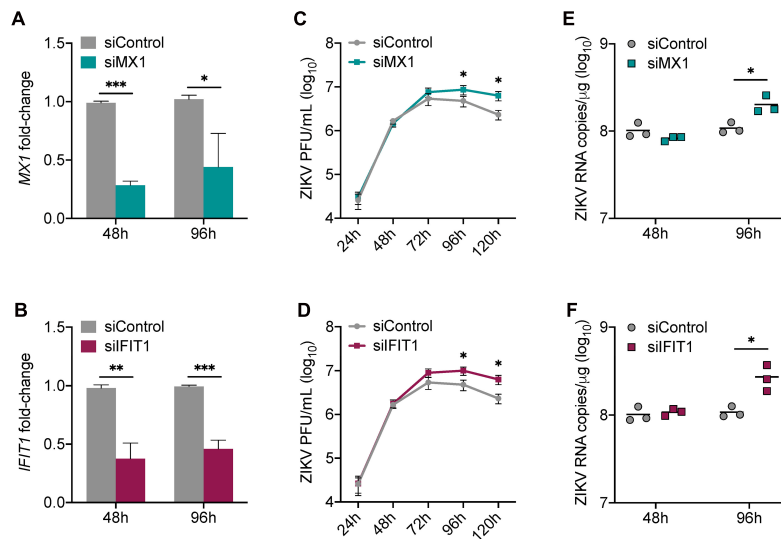 A
siControl
siMX1
MX1 fold-change
1.5
1.0
0.5
0.0
***
*
48h
96h
C
siControl
siMX1
ZIKV PFU/mL (log10)
8
7
6
5
4
*
*
24h
48h
72h
96h
120h
E
siControl
siMX1
ZIKV RNA copies/μg (log10)
9
8
7
*
48h
96h
B
siControl
siIFIT1
IFIT1 fold-change
1.5
1.0
0.5
0.0
**
***
48h
96h
D
siControl
siIFIT1
ZIKV PFU/mL (log10)
8
7
6
5
4
*
*
24h
48h
72h
96h
120h
F
siControl
siIFIT1
ZIKV RNA copies/μg (log10)
9
8
7
*
48h
96h